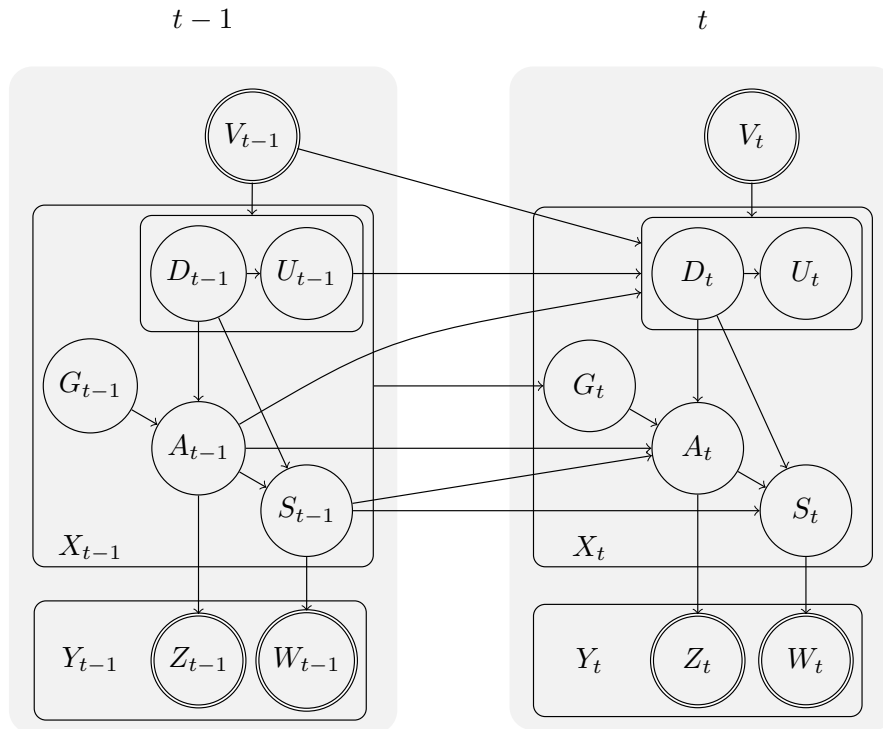 t − 1
t
V_{t−1}
V_t
D_{t−1}
U_{t−1}
D_t
U_t
G_{t−1}
G_t
A_{t−1}
A_t
S_{t−1}
S_t
X_{t−1}
X_t
Y_{t−1}
Z_{t−1}
W_{t−1}
Y_t
Z_t
W_t